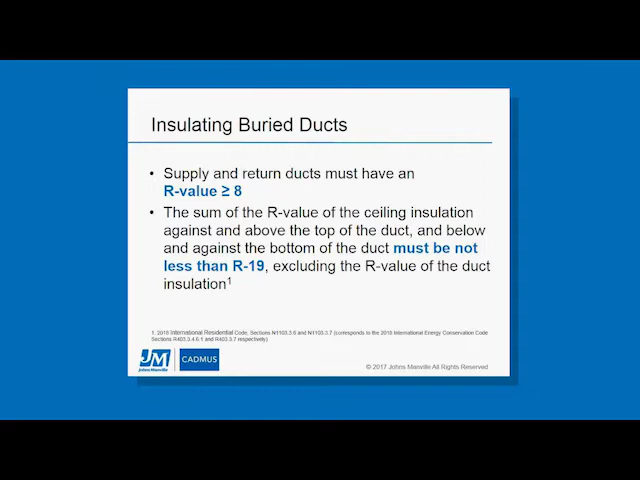 Insulating Buried Ducts
• Supply and return ducts must have an
R-value ≥ 8
• The sum of the R-value of the ceiling insulation
against and above the top of the duct, and below
and against the bottom of the duct must be not
less than R-19, excluding the R-value of the duct
insulation1
1. 2018 International Residential Code, Sections N1103.3.6 and N1103.3.7 (corresponds to the 2018 International Energy Conservation Code
Sections R403.3.6.1 and R403.3.7 respectively)
JM
Johns Manville
CADMUS
© 2017 Johns Manville All Rights Reserved